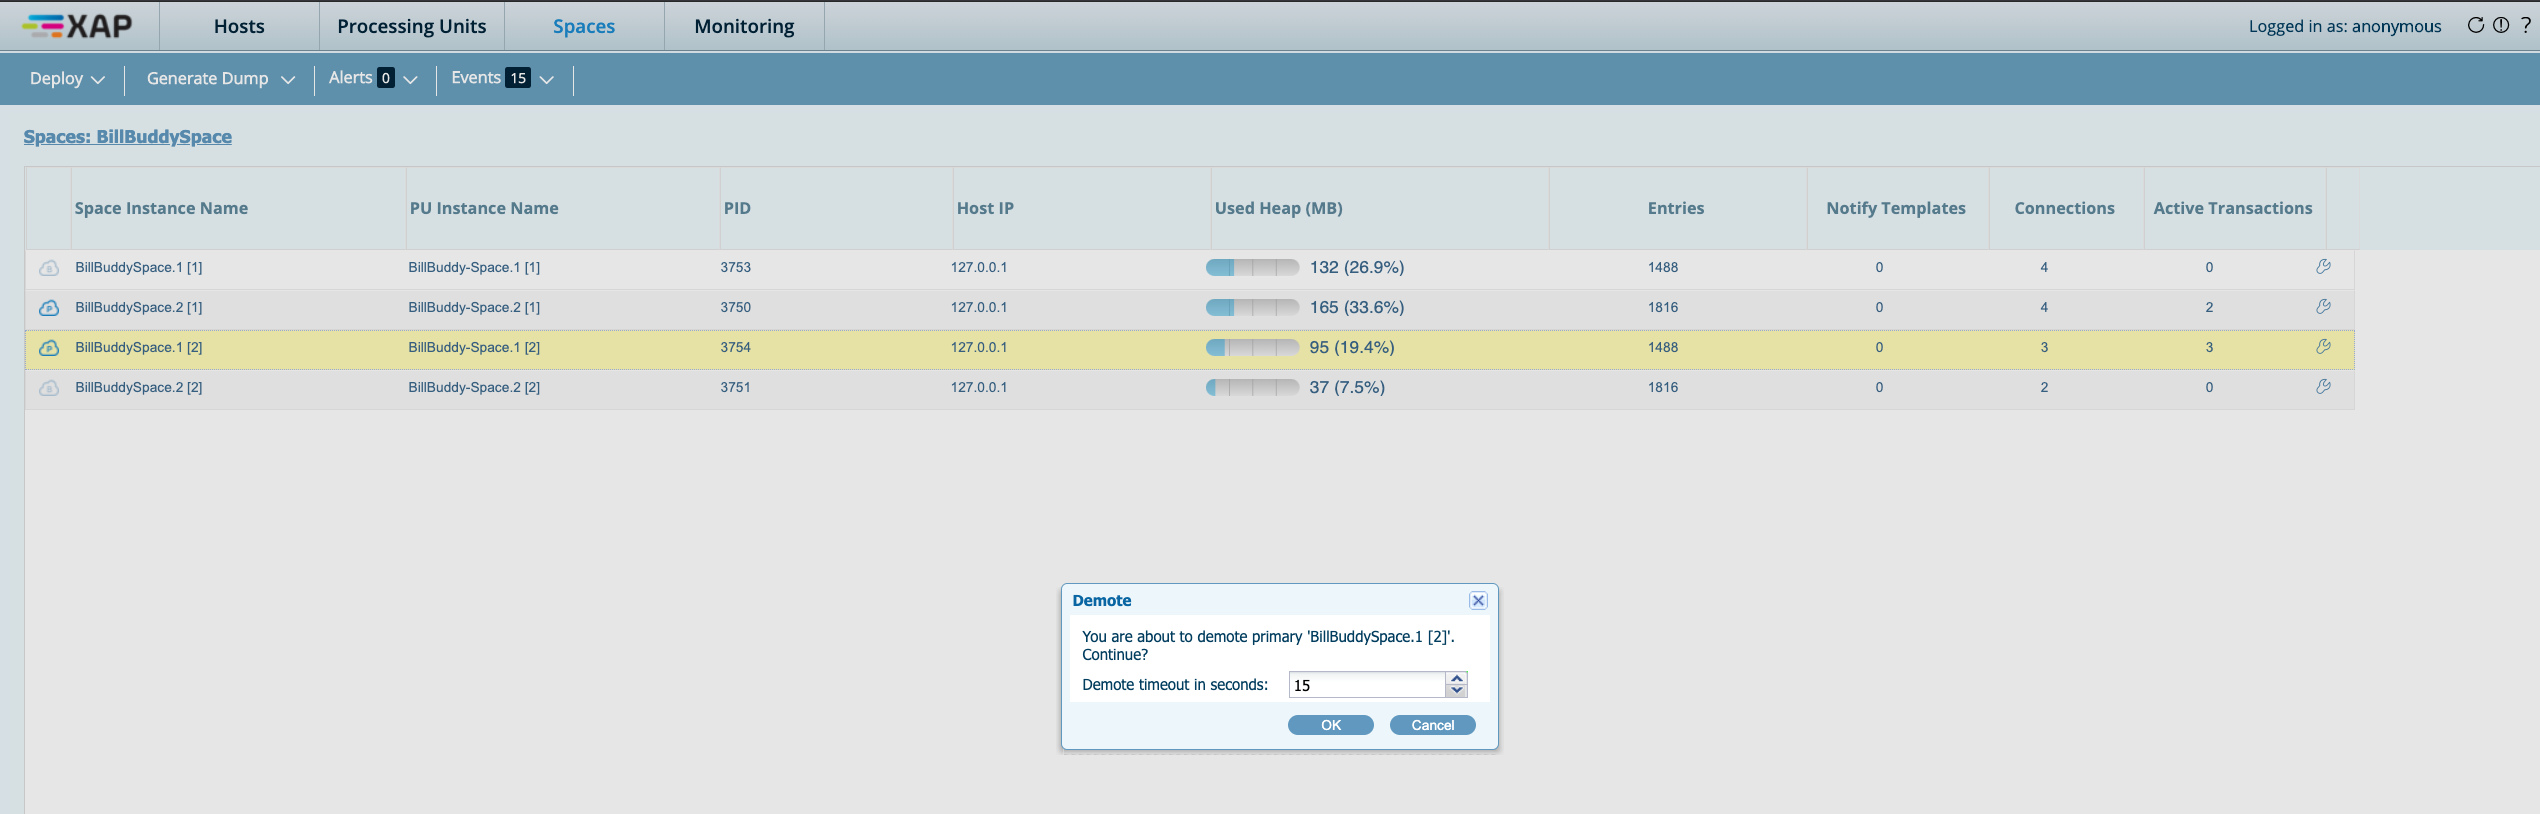 XAP Hosts Processing Units Spaces Monitoring Logged in as: anonymous ?
Deploy Generate Dump Alerts 0 Events 15
Spaces: BillBuddySpace
Space Instance Name PU Instance Name PID Host IP Used Heap (MB) Entries Notify Templates Connections Active Transactions
BillBuddySpace.1 [1] BillBuddy-Space.1 [1] 3753 127.0.0.1 132 (26.9%) 1488 0 4 0
P BillBuddySpace.2 [1] BillBuddy-Space.2 [1] 3750 127.0.0.1 165 (33.6%) 1816 0 4 2
P BillBuddySpace.1 [2] BillBuddy-Space.1 [2] 3754 127.0.0.1 95 (19.4%) 1488 0 3 3
BillBuddySpace.2 [2] BillBuddy-Space.2 [2] 3751 127.0.0.1 37 (7.5%) 1816 0 2 0
Demote
You are about to demote primary 'BillBuddySpace.1 [2]'.
Continue?
Demote timeout in seconds: 15
OK Cancel